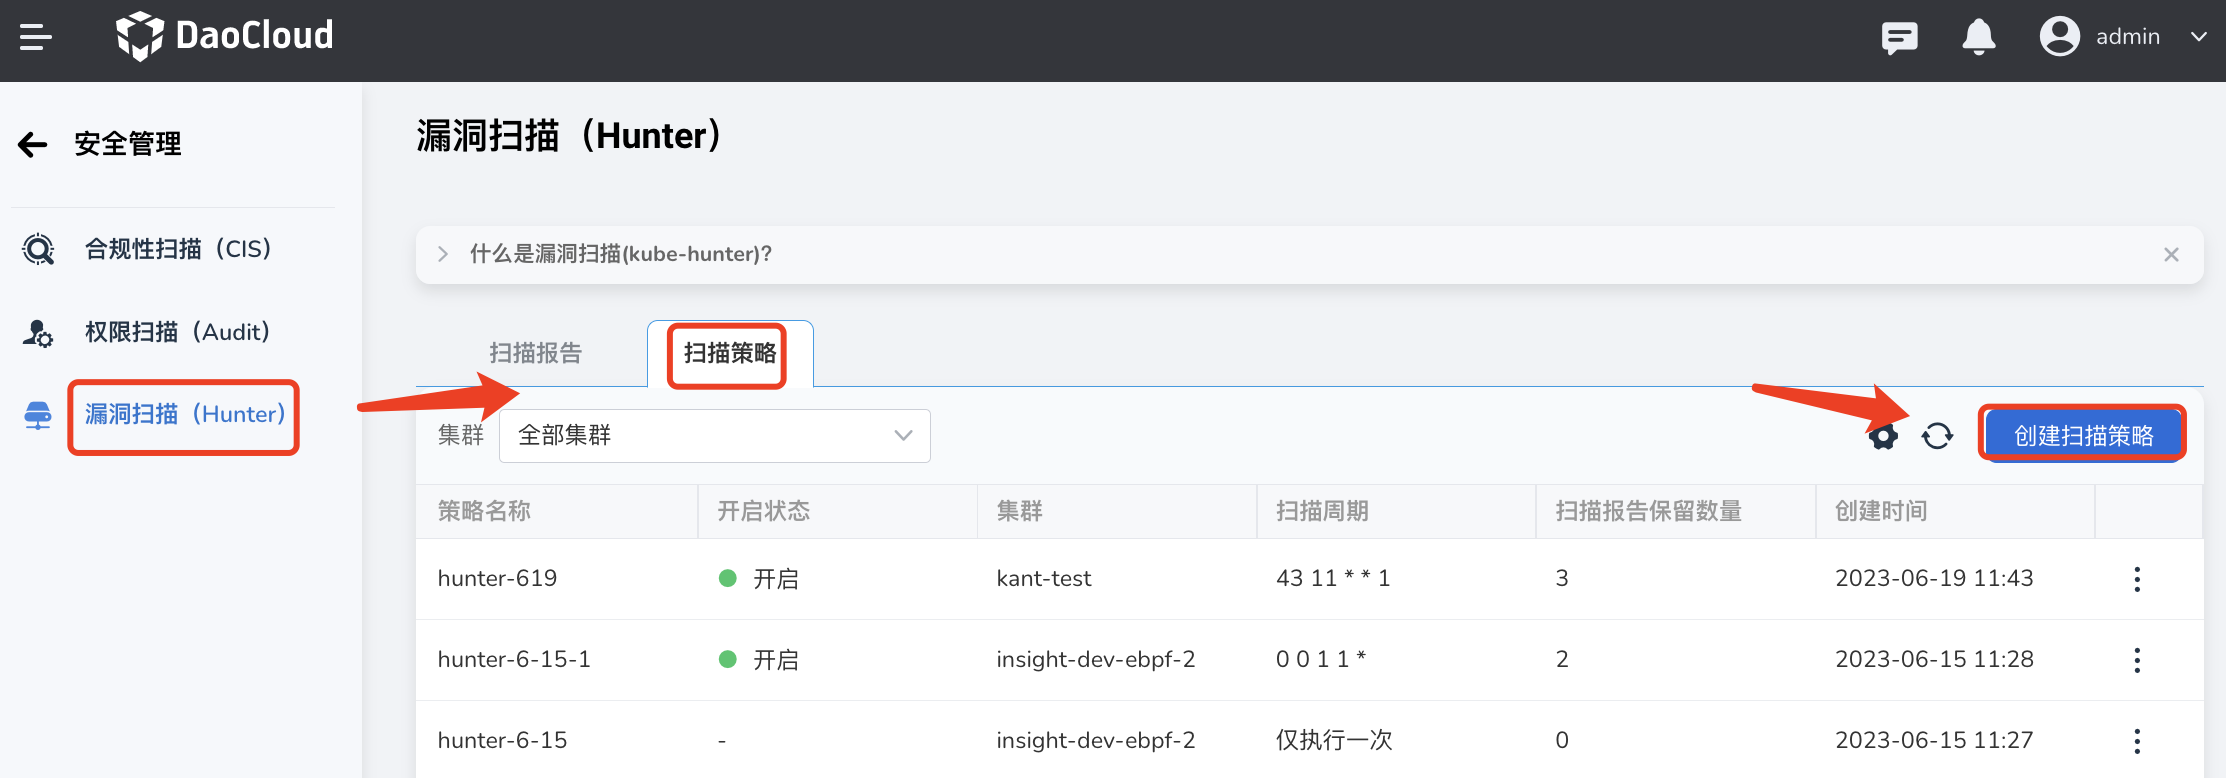 DaoCloud
admin
安全管理
合规性扫描（CIS）
权限扫描（Audit）
漏洞扫描（Hunter）
漏洞扫描（Hunter）
什么是漏洞扫描(kube-hunter)?
扫描报告 扫描策略
集群 全部集群 创建扫描策略
策略名称 开启状态 集群 扫描周期 扫描报告保留数量 创建时间
hunter-619 开启 kant-test 43 11 * * 1 3 2023-06-19 11:43
hunter-6-15-1 开启 insight-dev-ebpf-2 0 0 1 1 * 2 2023-06-15 11:28
hunter-6-15 - insight-dev-ebpf-2 仅执行一次 0 2023-06-15 11:27